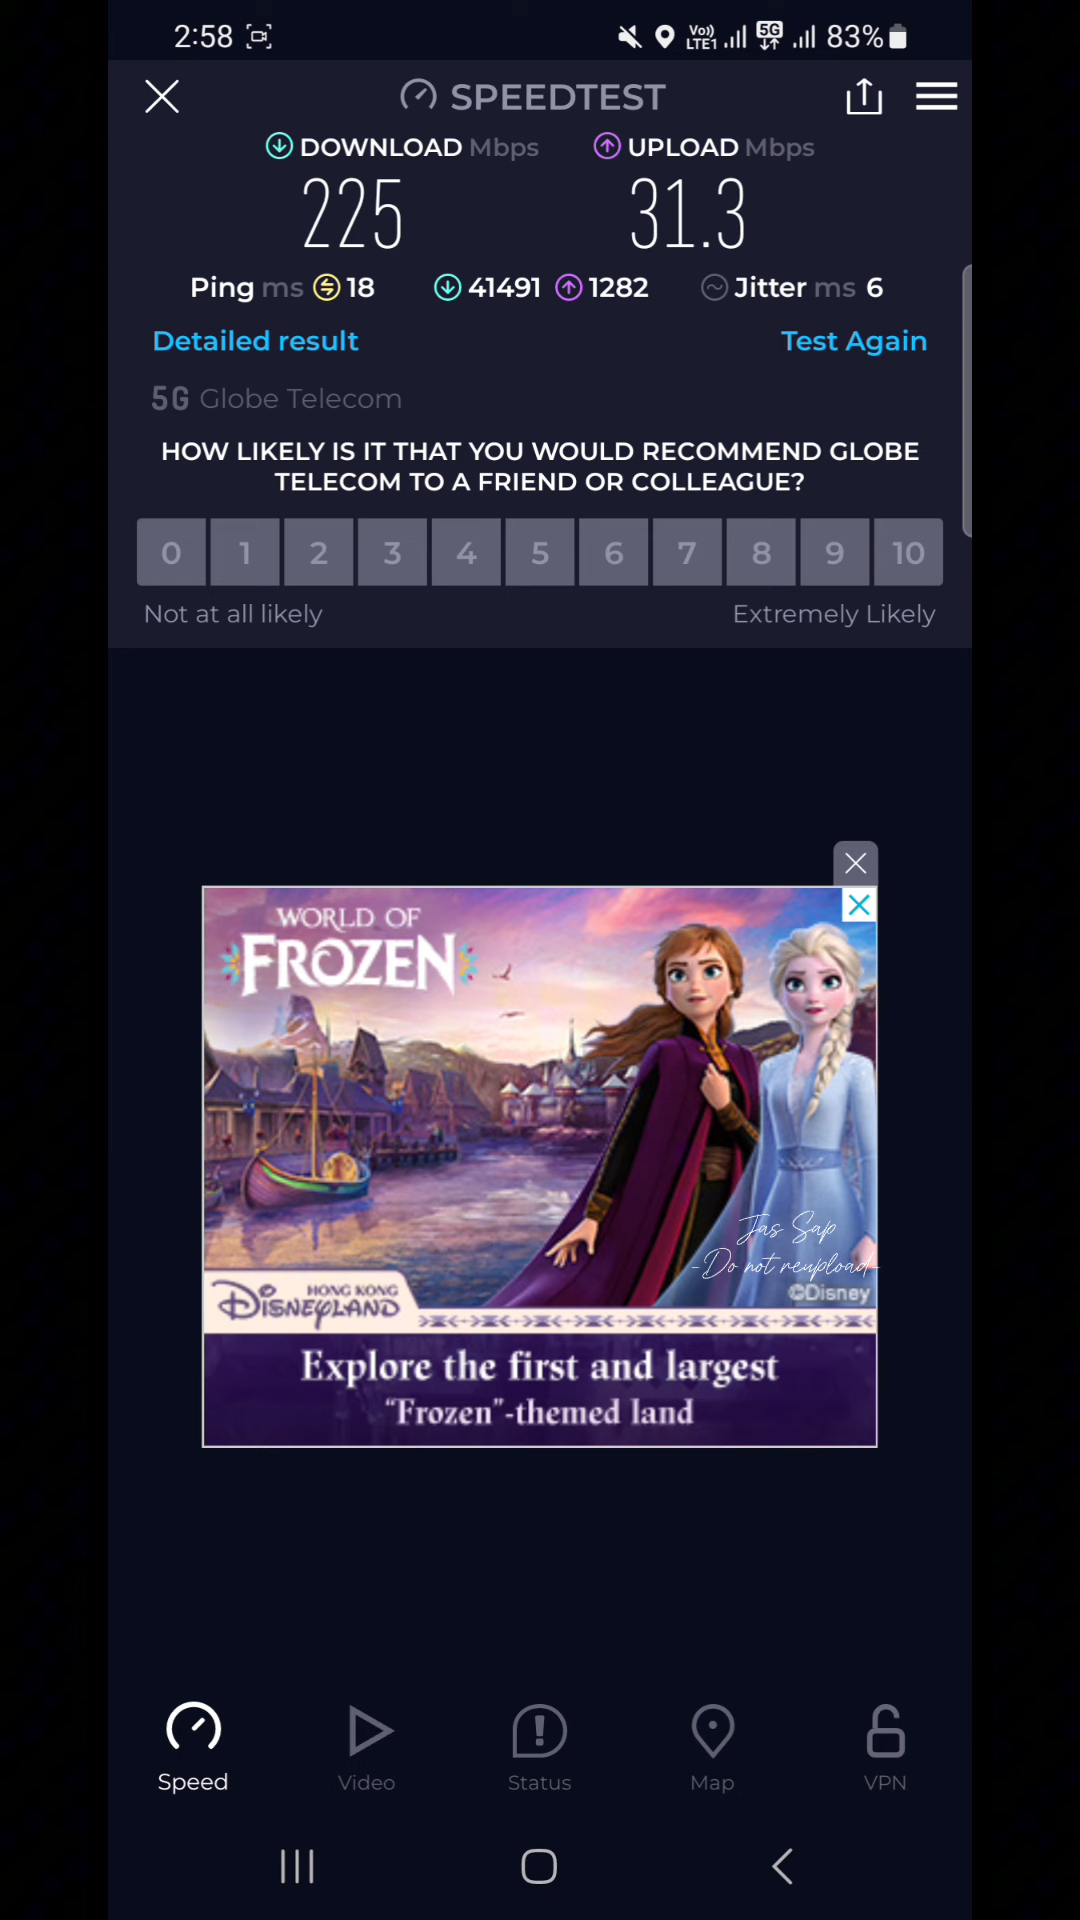 2:58 Vo)) LTE1 5G 83%
SPEEDTEST
DOWNLOAD Mbps UPLOAD Mbps
225 31.3
Ping ms 18 41491 1282 Jitter ms 6
Detailed result Test Again
5G Globe Telecom
HOW LIKELY IS IT THAT YOU WOULD RECOMMEND GLOBE
TELECOM TO A FRIEND OR COLLEAGUE?
0 1 2 3 4 5 6 7 8 9 10
Not at all likely Extremely Likely
WORLD OF
FROZEN
Jas Sap
-Do not reupload-
©Disney
HONG KONG
DISNEYLAND
Explore the first and largest
“Frozen”-themed land
Speed Video Status Map VPN